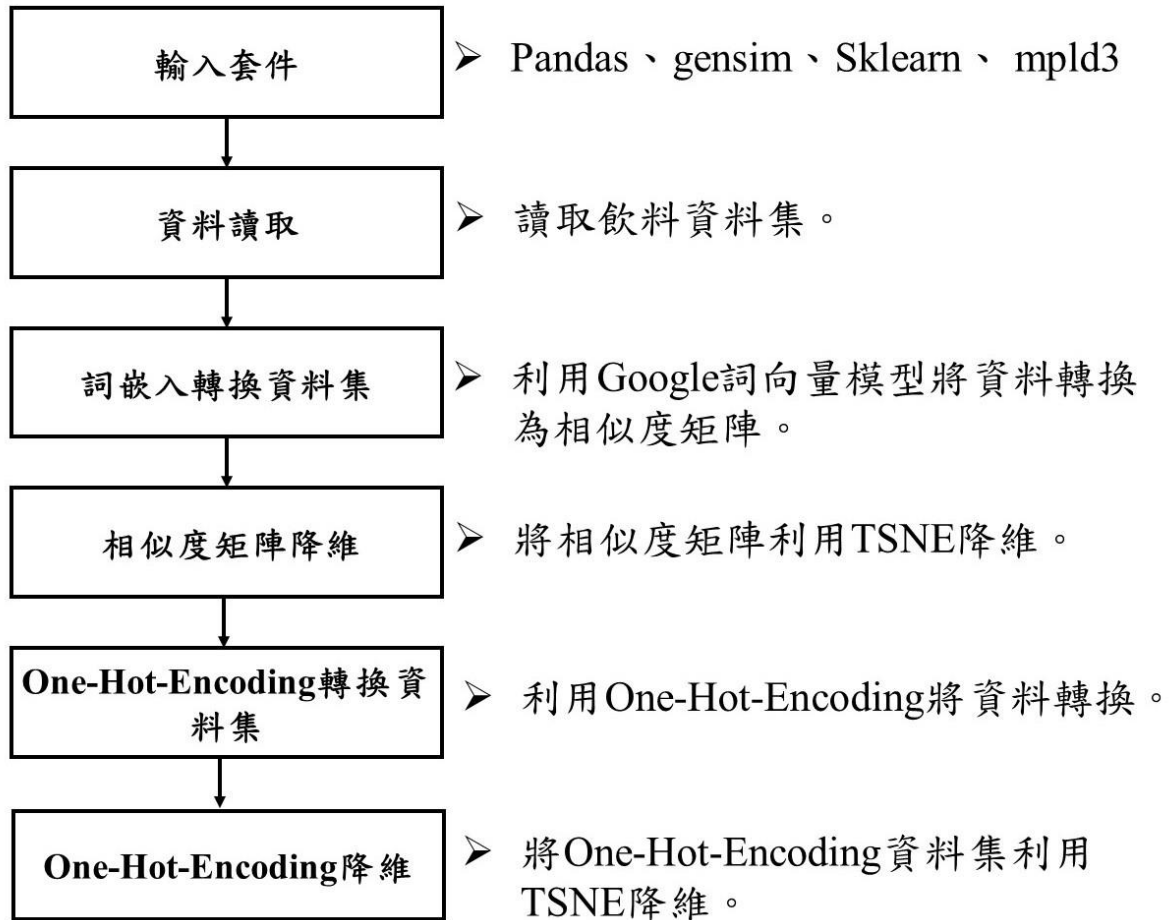 輸入套件
➢ Pandas、gensim、Sklearn、 mpld3
資料讀取
➢ 讀取飲料資料集。
詞嵌入轉換資料集
➢ 利用Google詞向量模型將資料轉換
為相似度矩陣。
相似度矩陣降維
➢ 將相似度矩陣利用TSNE降維。
One-Hot-Encoding轉換資
料集
➢ 利用One-Hot-Encoding將資料轉換。
One-Hot-Encoding降維
➢ 將One-Hot-Encoding資料集利用
TSNE降維。